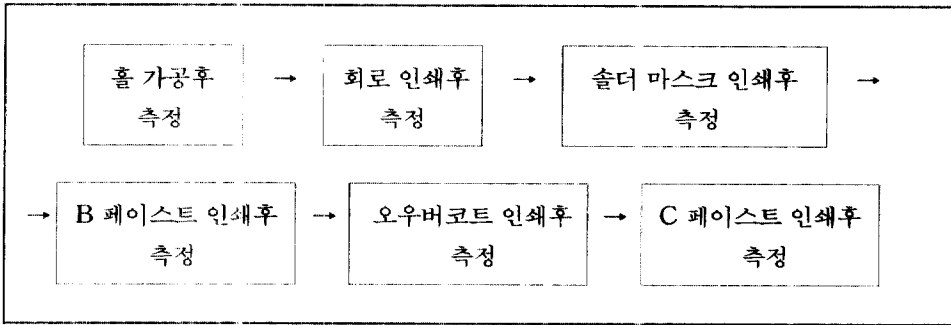 홀 가공후 → 회로 인쇄후 → 솔더 마스크 인쇄후 →
측정 측정 측정
→ B 페이스트 인쇄후 → 오우버코트 인쇄후 → C 페이스트 인쇄후
측정 측정 측정